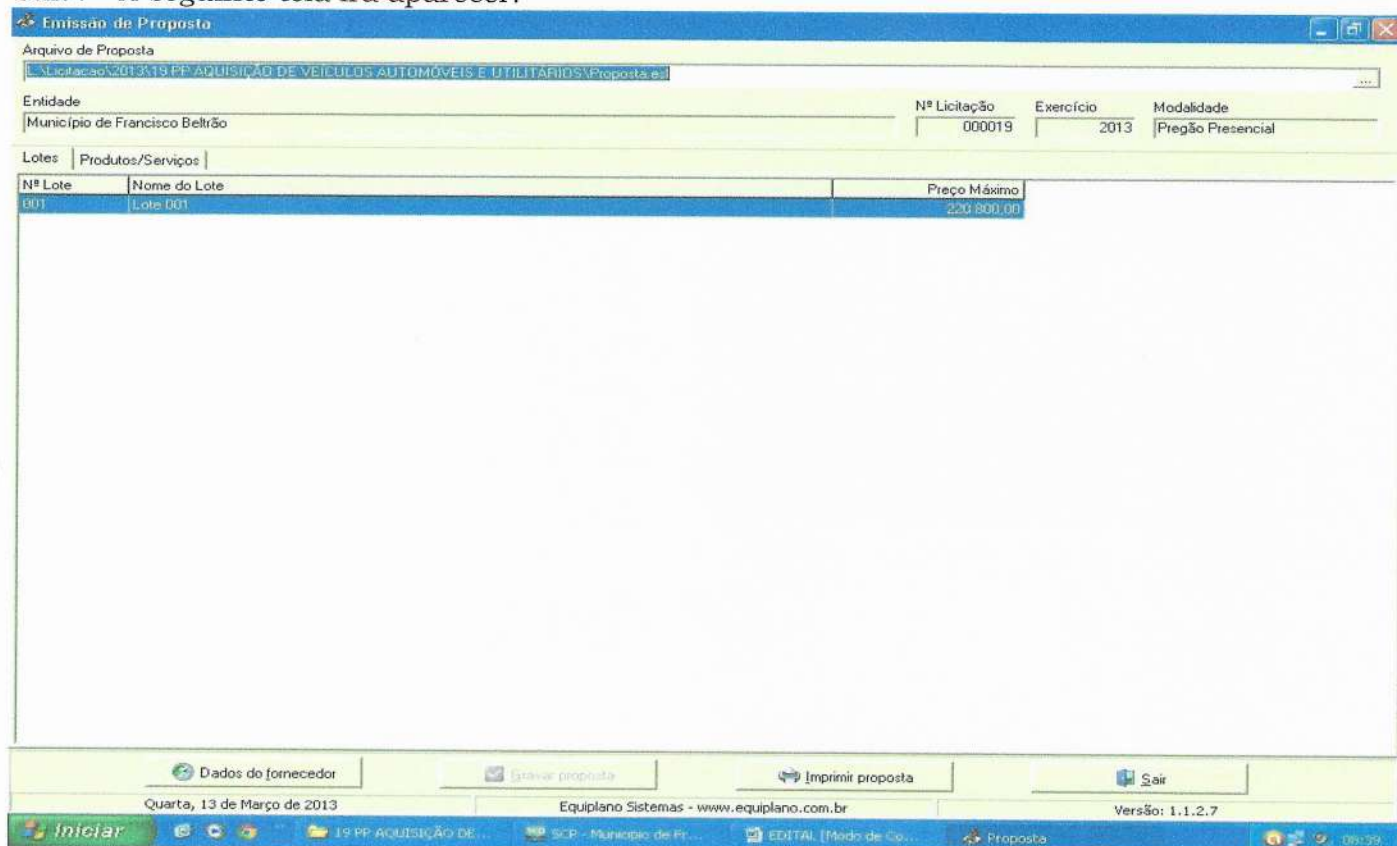 Emissão de Proposta
Arquivo de Proposta
L:\Licitacao\2013\19 PP AQUISIÇÃO DE VEÍCULOS AUTOMÓVEIS E UTILITÁRIOS\Proposta.esl
...
Entidade Nº Licitação Exercício Modalidade
Município de Francisco Beltrão 000019 2013 Pregão Presencial
Lotes Produtos/Serviços
Nº Lote Nome do Lote Preço Máximo
001 Lote 001 220.800,00
Dados do fornecedor Gravar proposta Imprimir proposta Sair
Quarta, 13 de Março de 2013 Equiplano Sistemas - www.equiplano.com.br Versão: 1.1.2.7
Iniciar 19 PP AQUISIÇÃO DE... SCP - Município de Fr... EDITAL [Modo de Co... Proposta 08:39